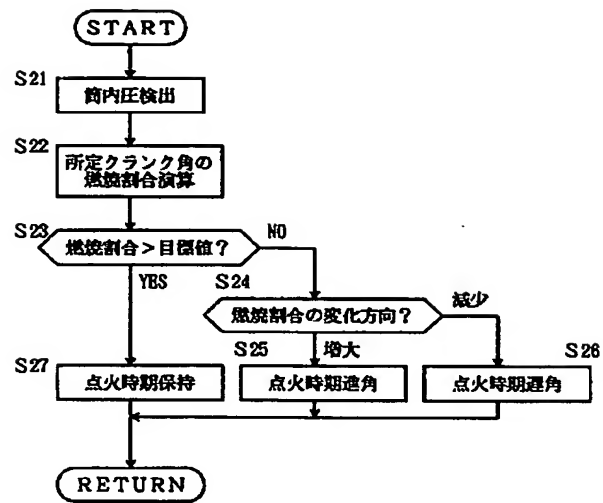 START
S21
筒内圧検出
S22
所定クランク角の
燃焼割合演算
S23
燃焼割合>目標値?
NO
YES
S24
燃焼割合の変化方向?
減少
S25
増大
S26
S27
点火時期保持
点火時期進角
点火時期遅角
RETURN